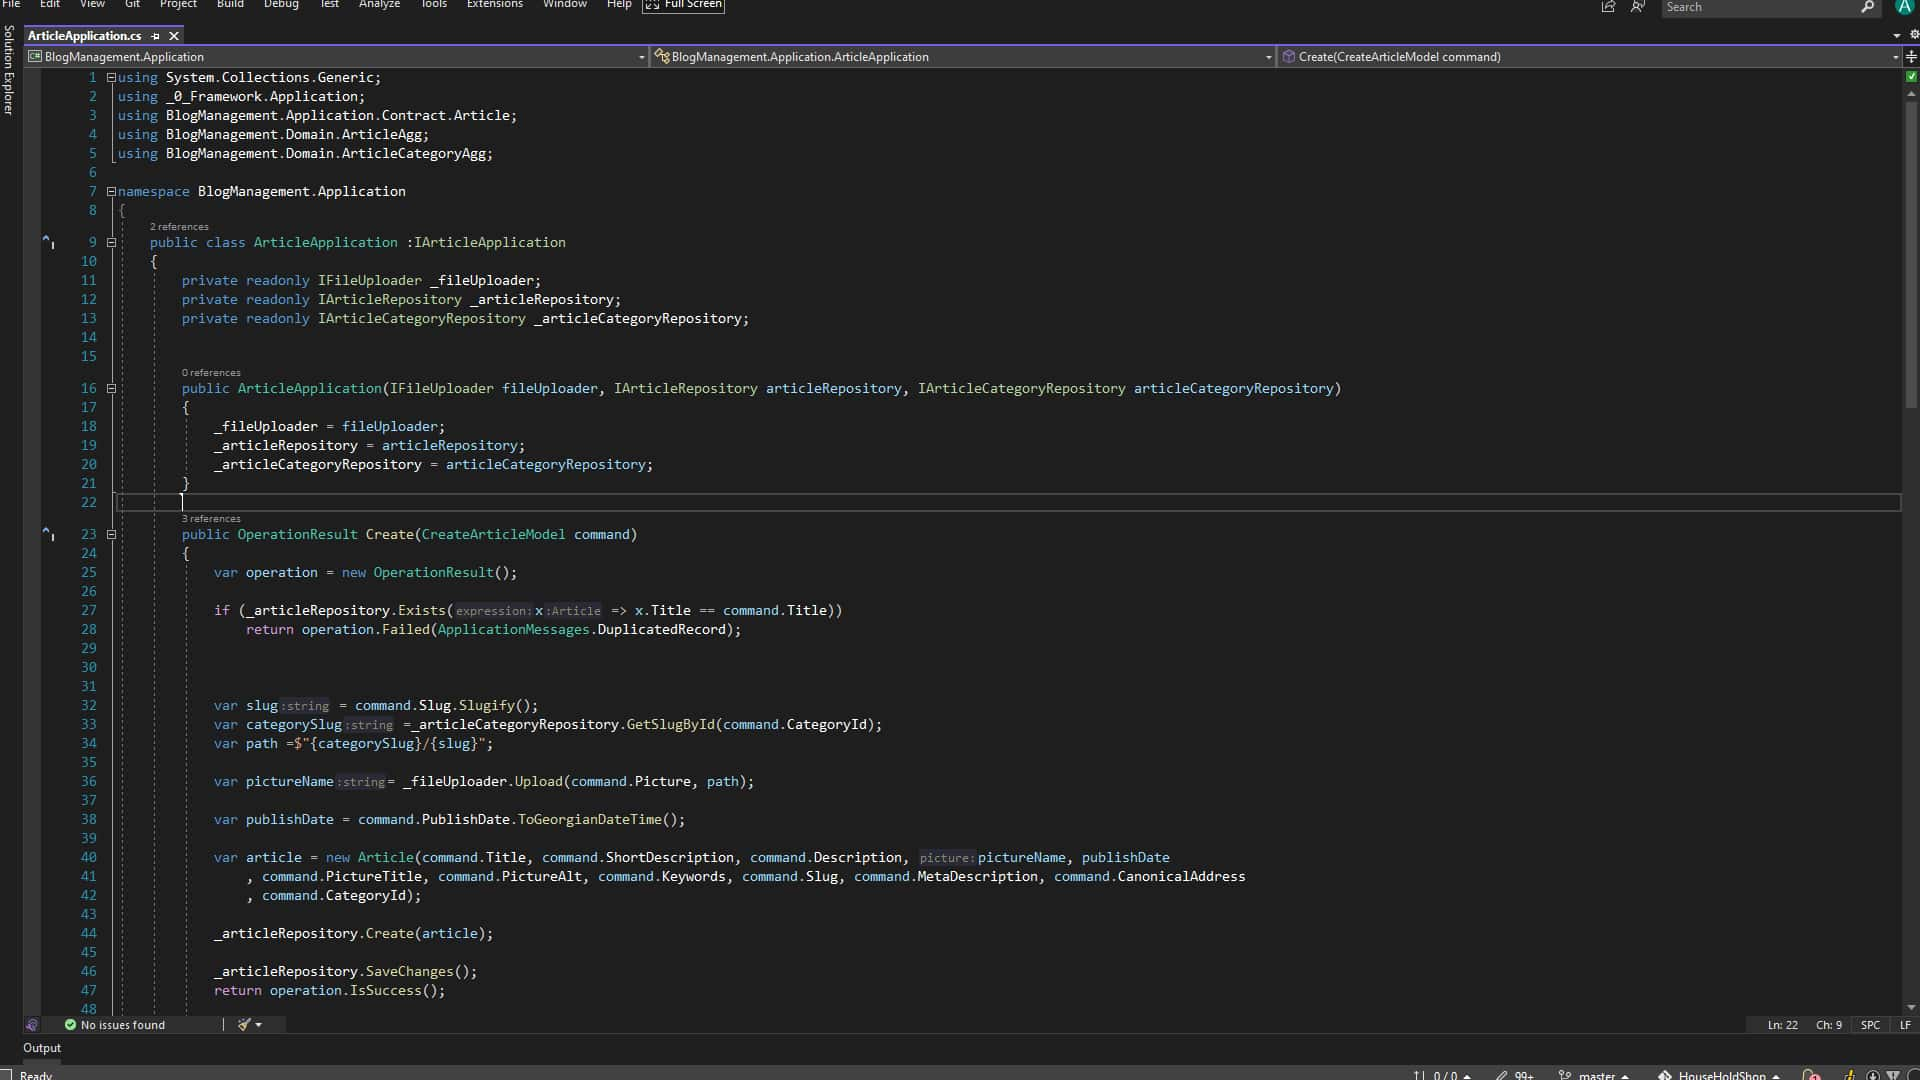 File Edit View Git Project Build Debug Test Analyze Tools Extensions Window Help Full Screen Search A
Solution Explorer
ArticleApplication.cs
BlogManagement.Application BlogManagement.Application.ArticleApplication Create(CreateArticleModel command)
1 using System.Collections.Generic;
2 using _0_Framework.Application;
3 using BlogManagement.Application.Contract.Article;
4 using BlogManagement.Domain.ArticleAgg;
5 using BlogManagement.Domain.ArticleCategoryAgg;
6
7 namespace BlogManagement.Application
8 {
2 references
9 public class ArticleApplication :IArticleApplication
10 {
11 private readonly IFileUploader _fileUploader;
12 private readonly IArticleRepository _articleRepository;
13 private readonly IArticleCategoryRepository _articleCategoryRepository;
14
15
0 references
16 public ArticleApplication(IFileUploader fileUploader, IArticleRepository articleRepository, IArticleCategoryRepository articleCategoryRepository)
17 {
18 _fileUploader = fileUploader;
19 _articleRepository = articleRepository;
20 _articleCategoryRepository = articleCategoryRepository;
21 }
22
3 references
23 public OperationResult Create(CreateArticleModel command)
24 {
25 var operation = new OperationResult();
26
27 if (_articleRepository.Exists(expression:x:Article => x.Title == command.Title))
28 return operation.Failed(ApplicationMessages.DuplicatedRecord);
29
30
31
32 var slug:string = command.Slug.Slugify();
33 var categorySlug:string =_articleCategoryRepository.GetSlugById(command.CategoryId);
34 var path =$"{categorySlug}/{slug}";
35
36 var pictureName:string= _fileUploader.Upload(command.Picture, path);
37
38 var publishDate = command.PublishDate.ToGeorgianDateTime();
39
40 var article = new Article(command.Title, command.ShortDescription, command.Description, picture:pictureName, publishDate
41 , command.PictureTitle, command.PictureAlt, command.Keywords, command.Slug, command.MetaDescription, command.CanonicalAddress
42 , command.CategoryId);
43
44 _articleRepository.Create(article);
45
46 _articleRepository.SaveChanges();
47 return operation.IsSuccess();
48
No issues found Ln: 22 Ch: 9 SPC LF
Output
Ready 0 / 0 99+ master HouseHoldShop